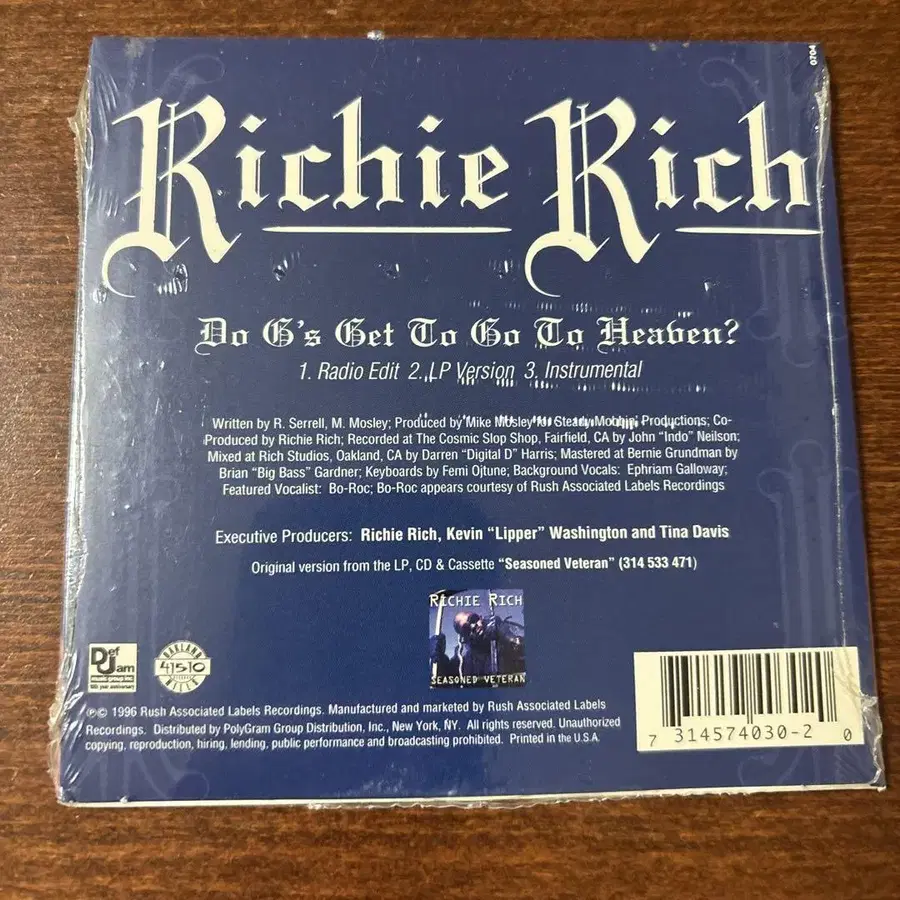 0704
Richie Rich
Do G's Get To Go To Heaven?
1. Radio Edit 2. LP Version 3. Instrumental
Written by R. Serrell, M. Mosley; Produced by Mike Mosley for Steady Mobbin' Productions; Co-
Produced by Richie Rich; Recorded at The Cosmic Slop Shop, Fairfield, CA by John "Indo" Neilson;
Mixed at Rich Studios, Oakland, CA by Darren "Digital D" Harris; Mastered at Bernie Grundman by
Brian "Big Bass" Gardner; Keyboards by Femi Ojtune; Background Vocals: Ephriam Galloway;
Featured Vocalist: Bo-Roc; Bo-Roc appears courtesy of Rush Associated Labels Recordings
Executive Producers: Richie Rich, Kevin "Lipper" Washington and Tina Davis
Original version from the LP, CD & Cassette "Seasoned Veteran" (314 533 471)
RICHIE RICH
SEASONED VETERAN
Def
Jam
music group inc.
OAKLAND
41510
℗© 1996 Rush Associated Labels Recordings. Manufactured and marketed by Rush Associated Labels
Recordings. Distributed by PolyGram Group Distribution, Inc., New York, NY. All rights reserved. Unauthorized
copying, reproduction, hiring, lending, public performance and broadcasting prohibited. Printed in the U.S.A.
7 314574030-2 0